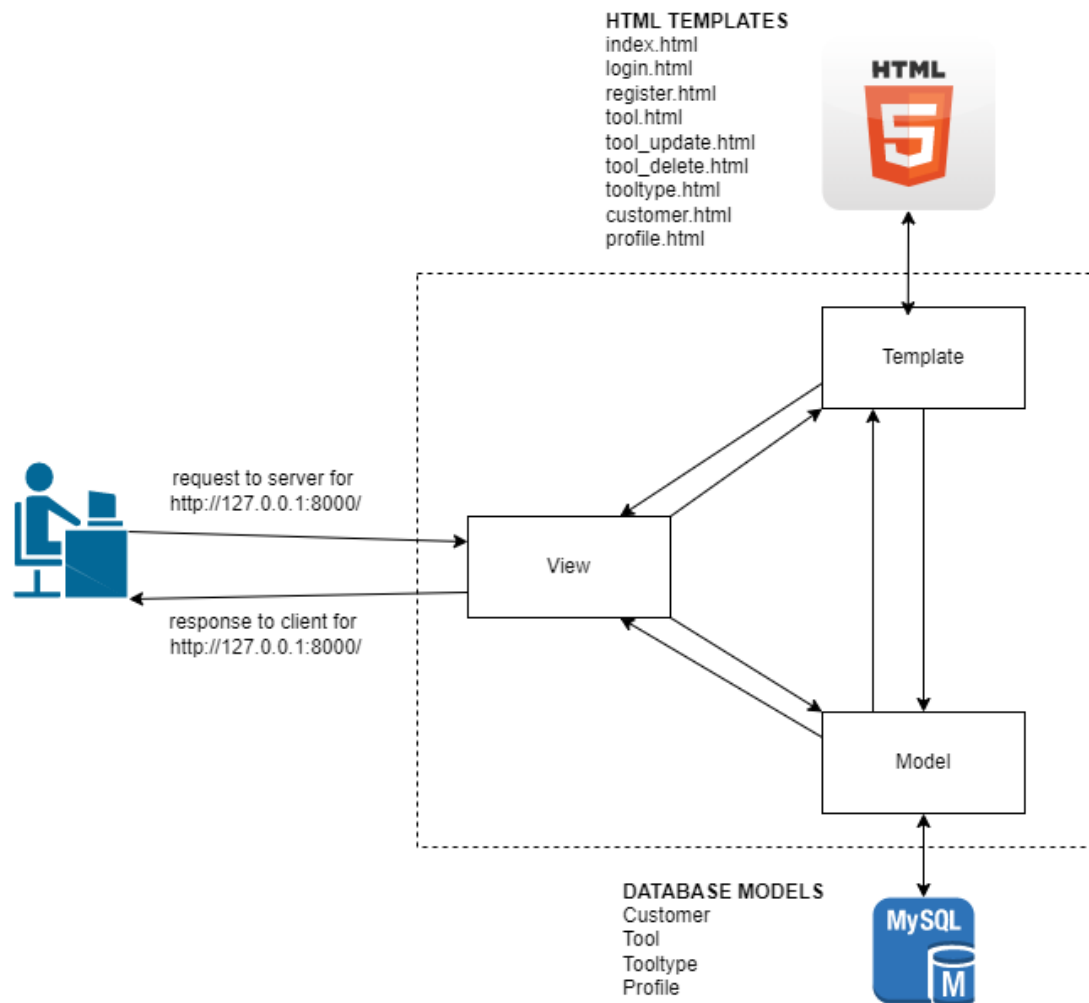 HTML TEMPLATES
index.html
login.html
register.html
tool.html
tool_update.html
tool_delete.html
tooltype.html
customer.html
profile.html
HTML
5
Template
request to server for
http://127.0.0.1:8000/
View
response to client for
http://127.0.0.1:8000/
Model
DATABASE MODELS
Customer
Tool
Tooltype
Profile
MySQL
M